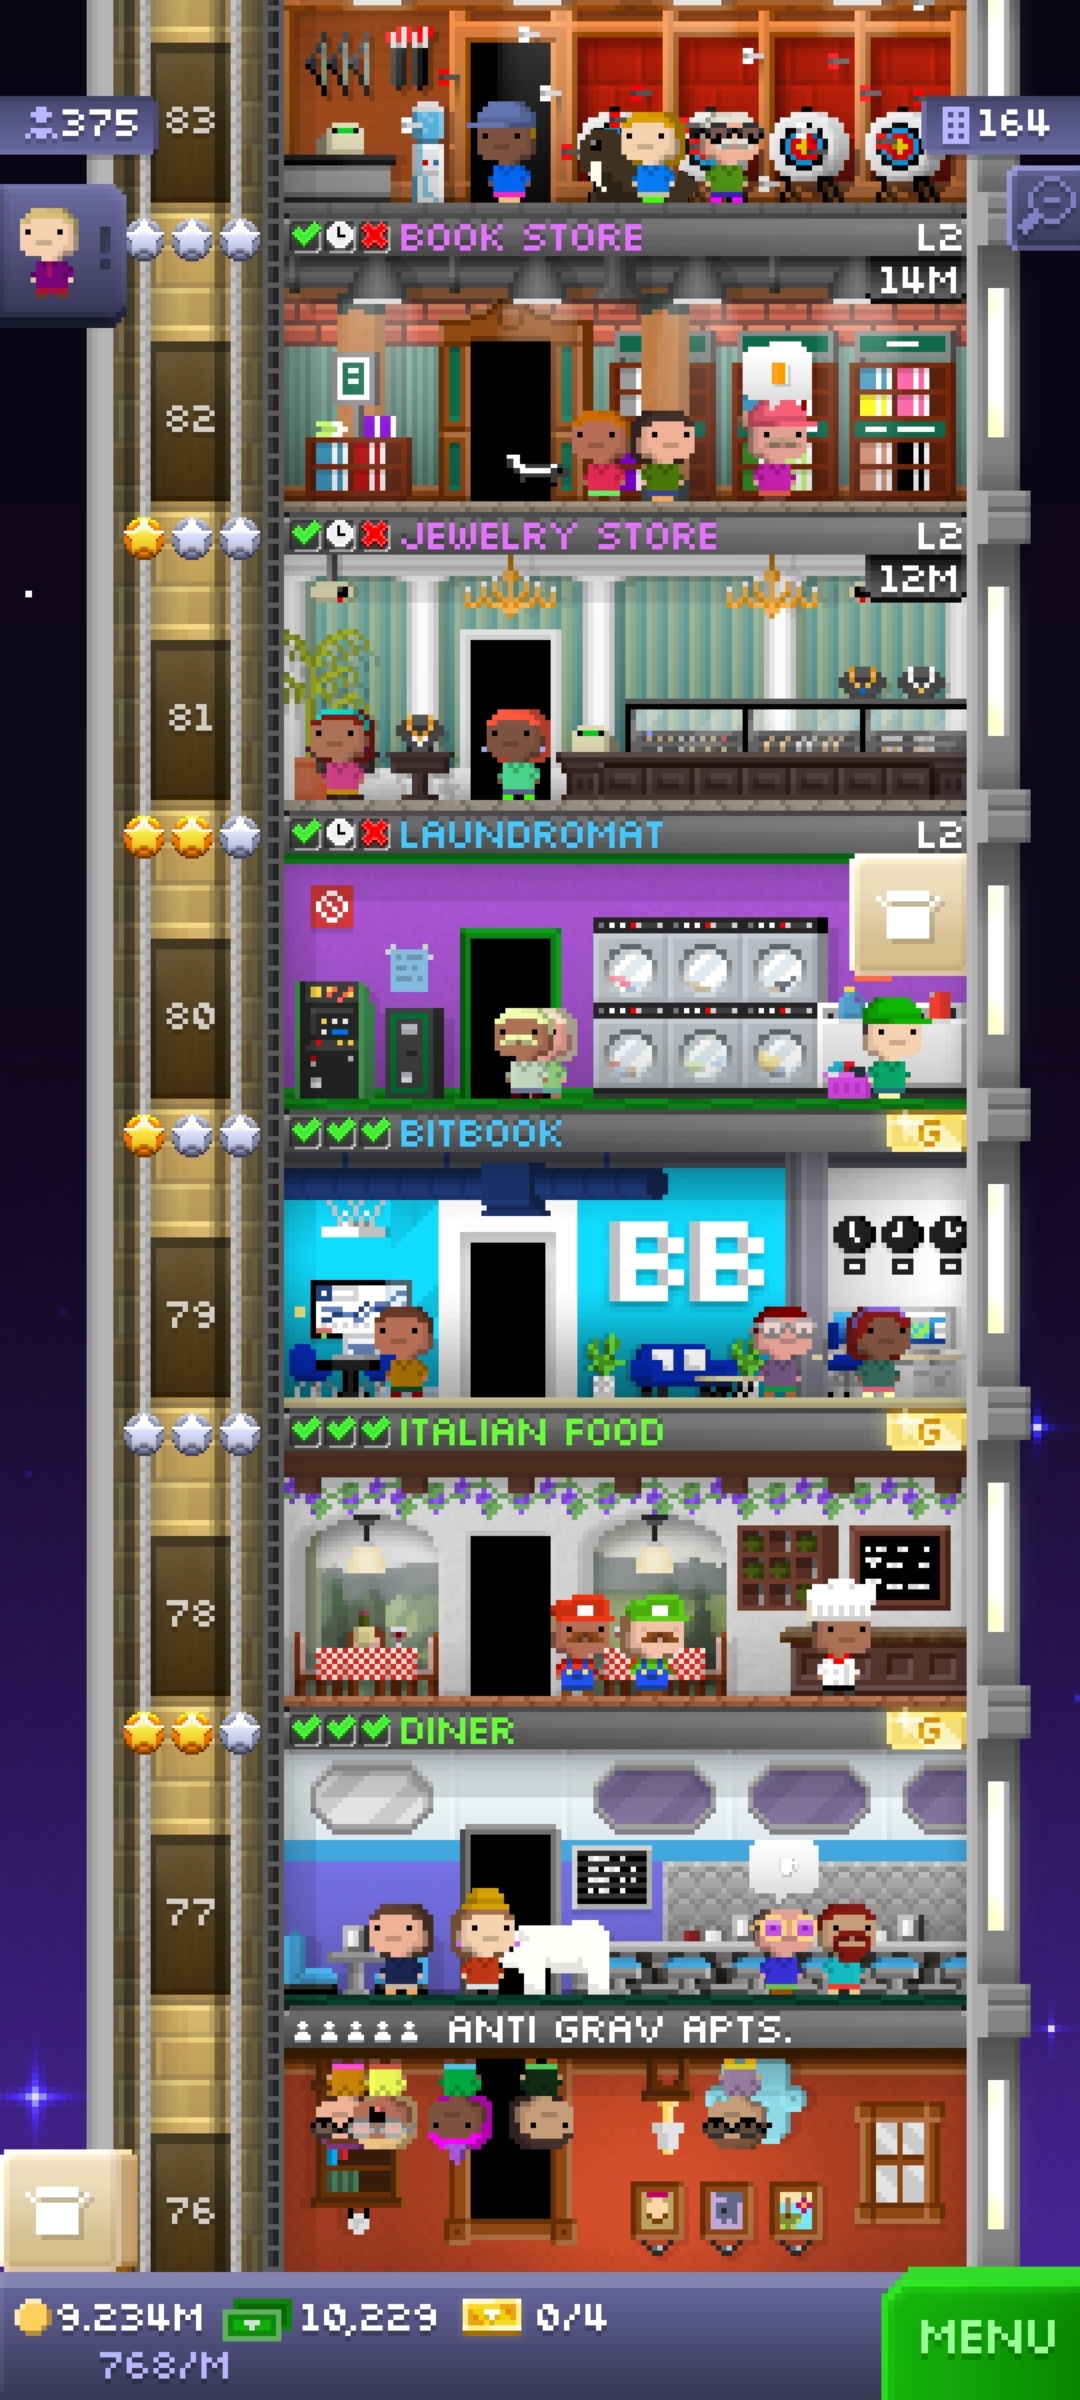 375
83
164
BOOK STORE L2
14M
82
JEWELRY STORE L2
12M
81
LAUNDROMAT L2
80
BITBOOK G
BB
79
ITALIAN FOOD G
78
DINER G
77
ANTI GRAV APTS.
76
9.234M 10,229 0/4
768/M
MENU